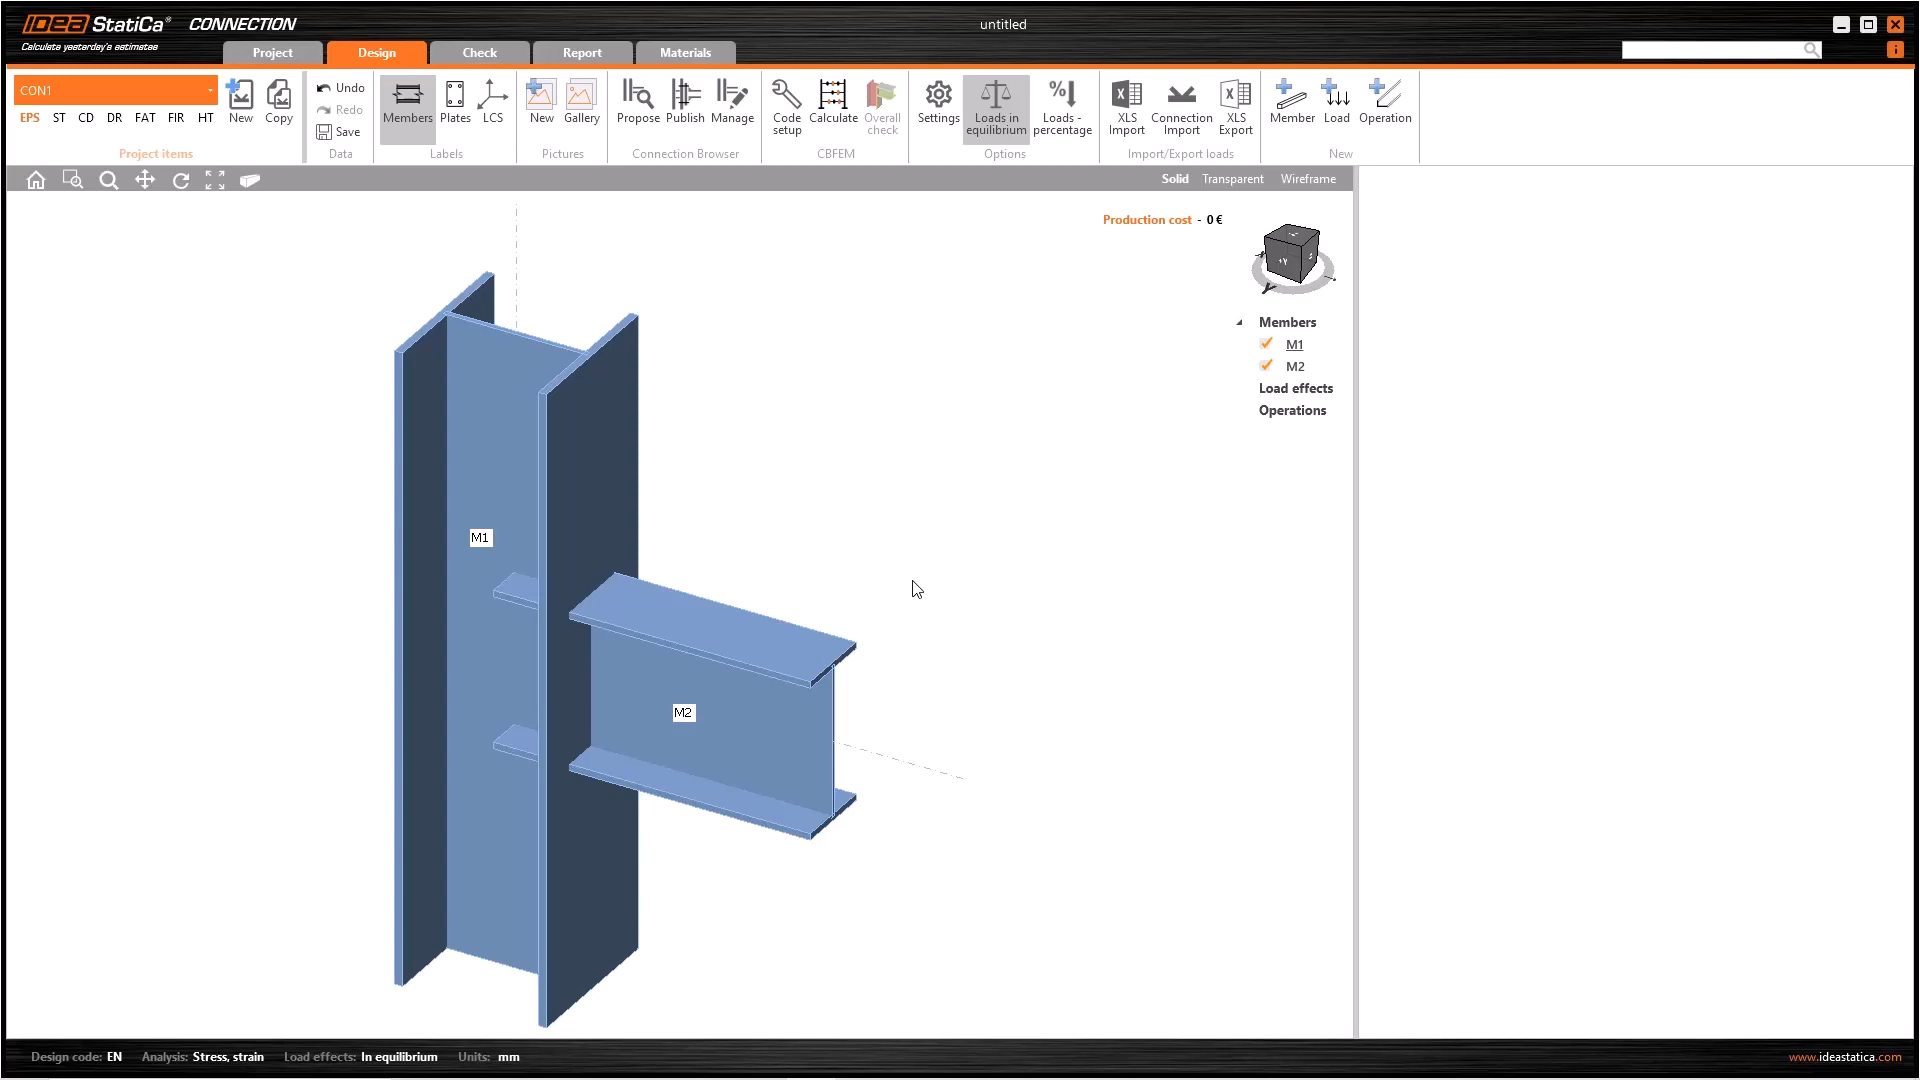 IDEA StatiCa® CONNECTION
Calculate yesterday's estimates
untitled
Project Design Check Report Materials
CON1
EPS ST CD DR FAT FIR HT
New Copy
Project items
Undo
Redo
Save
Data
Members Plates LCS
Labels
New Gallery
Pictures
Propose Publish Manage
Connection Browser
Code setup Calculate Overall check
CBFEM
Settings Loads in equilibrium Loads - percentage
Options
XLS Import Connection Import XLS Export
Import/Export loads
Member Load Operation
New
Solid Transparent Wireframe
Production cost - 0 €
+Y
Members
M1
M2
Load effects
Operations
M1
M2
Design code: EN Analysis: Stress, strain Load effects: In equilibrium Units: mm
www.ideastatica.com